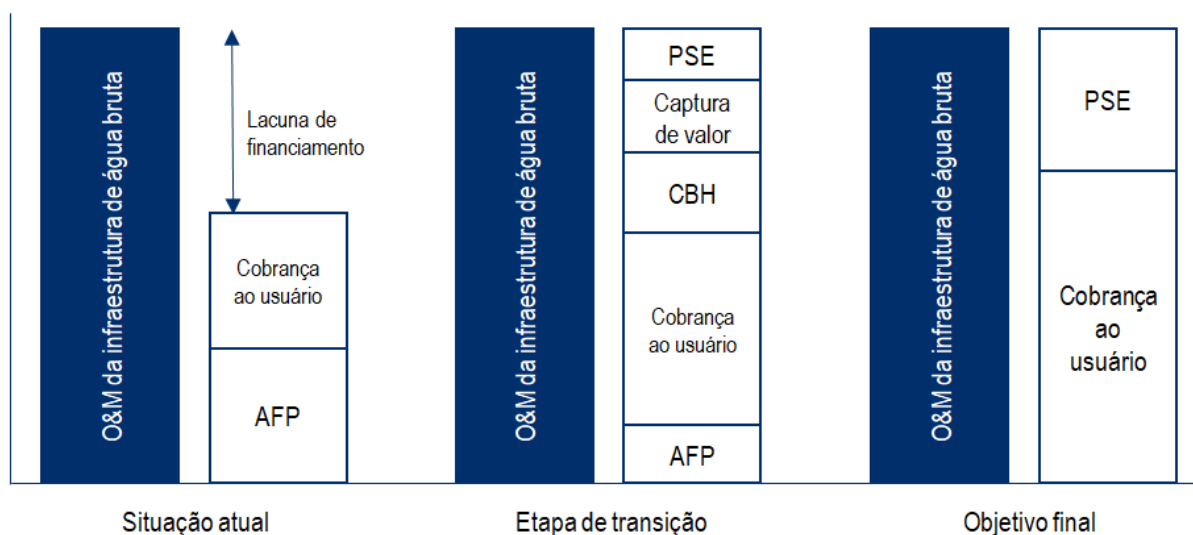 O&M da infraestrutura de água bruta
Lacuna de
financiamento
Cobrança
ao usuário
AFP
Situação atual
O&M da infraestrutura de água bruta
PSE
Captura
de valor
CBH
Cobrança
ao usuário
AFP
Etapa de transição
O&M da infraestrutura de água bruta
PSE
Cobrança
ao
usuário
Objetivo final